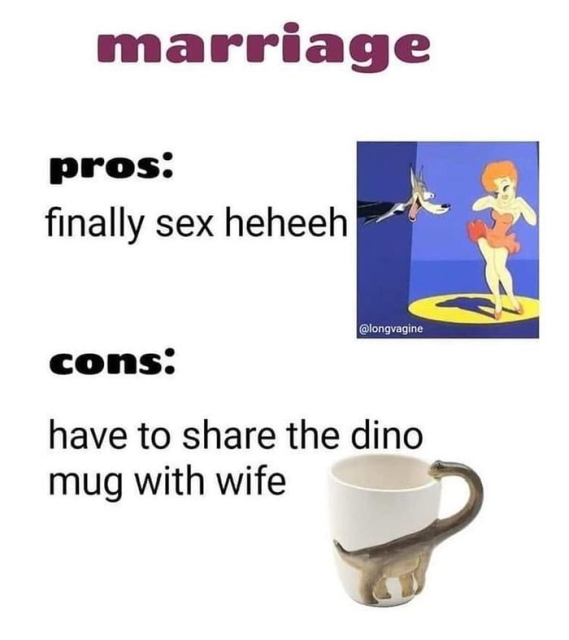 marriage
pros:
finally sex heheeh
@longvagine
cons:
have to share the dino
mug with wife